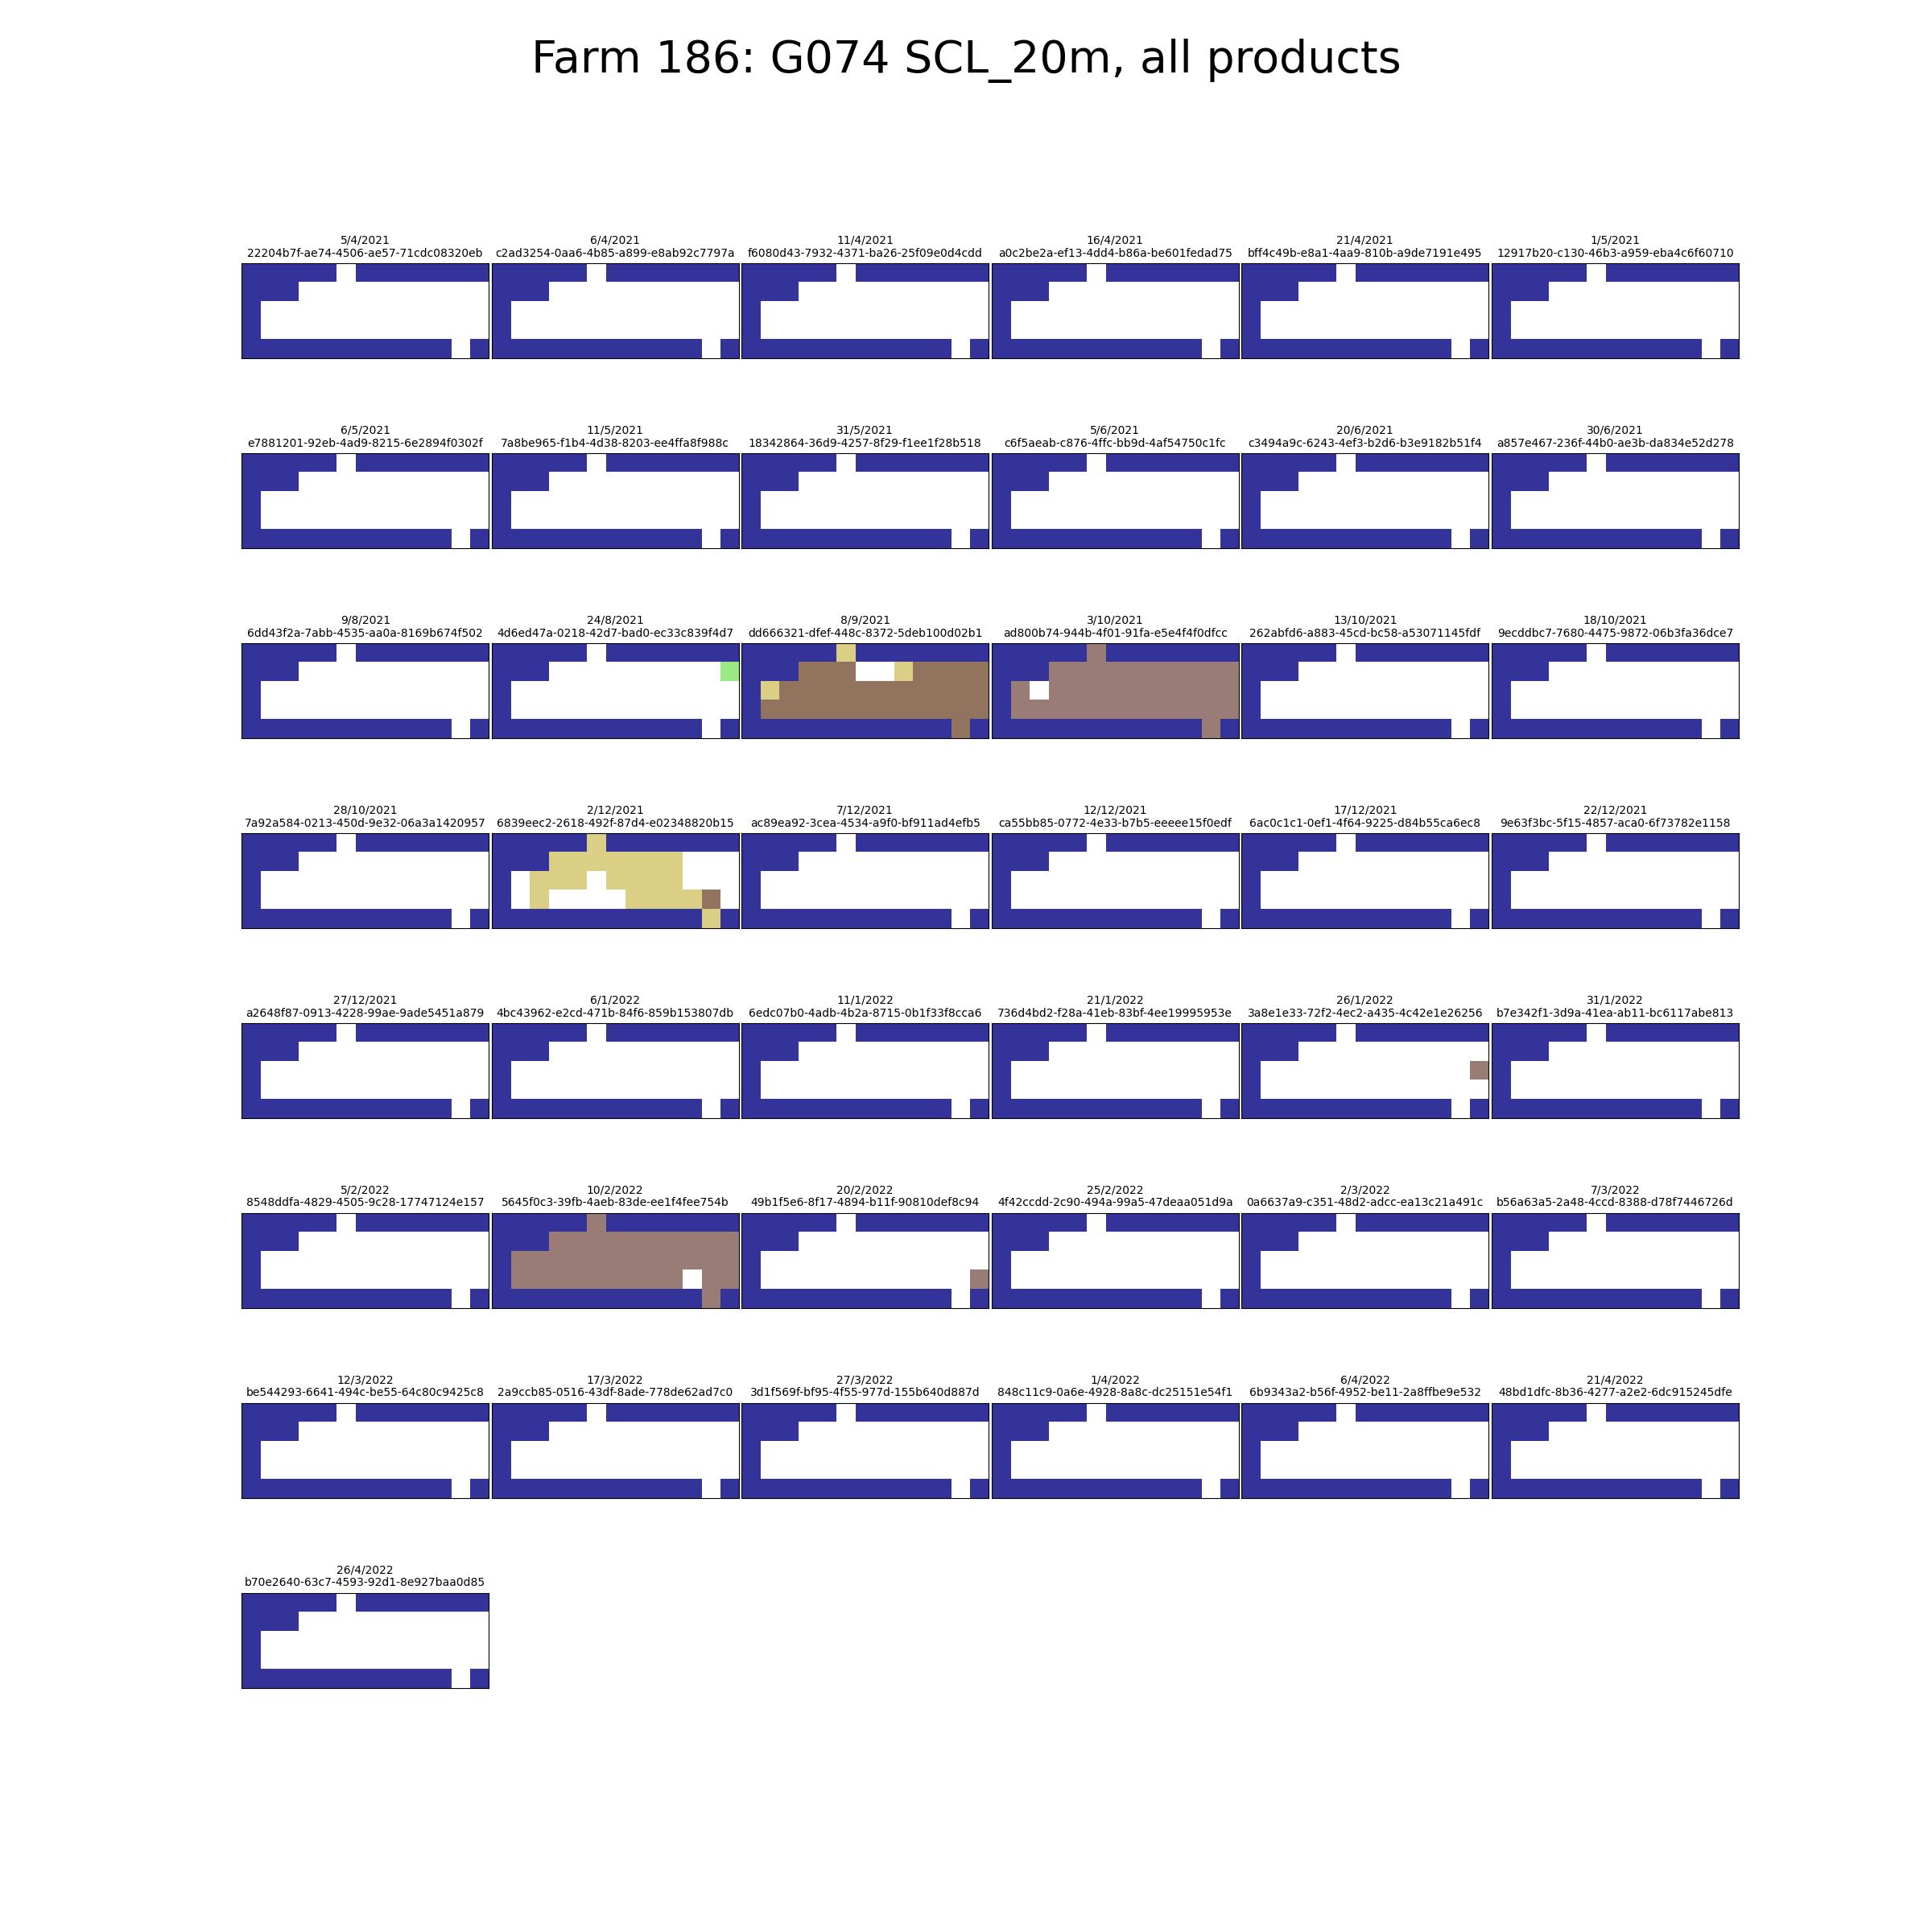 Farm 186: G074 SCL_20m, all products
5/4/2021
22204b7f-ae74-4506-ae57-71cdc08320eb
6/4/2021
c2ad3254-0aa6-4b85-a899-e8ab92c7797a
11/4/2021
f6080d43-7932-4371-ba26-25f09e0d4cdd
16/4/2021
a0c2be2a-ef13-4dd4-b86a-be601fedad75
21/4/2021
bff4c49b-e8a1-4aa9-810b-a9de7191e495
1/5/2021
12917b20-c130-46b3-a959-eba4c6f60710
6/5/2021
e7881201-92eb-4ad9-8215-6e2894f0302f
11/5/2021
7a8be965-f1b4-4d38-8203-ee4ffa8f988c
31/5/2021
18342864-36d9-4257-8f29-f1ee1f28b518
5/6/2021
c6f5aeab-c876-4ffc-bb9d-4af54750c1fc
20/6/2021
c3494a9c-6243-4ef3-b2d6-b3e9182b51f4
30/6/2021
a857e467-236f-44b0-ae3b-da834e52d278
9/8/2021
6dd43f2a-7abb-4535-aa0a-8169b674f502
24/8/2021
4d6ed47a-0218-42d7-bad0-ec33c839f4d7
8/9/2021
dd666321-dfef-448c-8372-5deb100d02b1
3/10/2021
ad800b74-944b-4f01-91fa-e5e4f4f0dfcc
13/10/2021
262abfd6-a883-45cd-bc58-a53071145fdf
18/10/2021
9ecddbc7-7680-4475-9872-06b3fa36dce7
28/10/2021
7a92a584-0213-450d-9e32-06a3a1420957
2/12/2021
6839eec2-2618-492f-87d4-e02348820b15
7/12/2021
ac89ea92-3cea-4534-a9f0-bf911ad4efb5
12/12/2021
ca55bb85-0772-4e33-b7b5-eeeee15f0edf
17/12/2021
6ac0c1c1-0ef1-4f64-9225-d84b55ca6ec8
22/12/2021
9e63f3bc-5f15-4857-aca0-6f73782e1158
27/12/2021
a2648f87-0913-4228-99ae-9ade5451a879
6/1/2022
4bc43962-e2cd-471b-84f6-859b153807db
11/1/2022
6edc07b0-4adb-4b2a-8715-0b1f33f8cca6
21/1/2022
736d4bd2-f28a-41eb-83bf-4ee19995953e
26/1/2022
3a8e1e33-72f2-4ec2-a435-4c42e1e26256
31/1/2022
b7e342f1-3d9a-41ea-ab11-bc6117abe813
5/2/2022
8548ddfa-4829-4505-9c28-17747124e157
10/2/2022
5645f0c3-39fb-4aeb-83de-ee1f4fee754b
20/2/2022
49b1f5e6-8f17-4894-b11f-90810def8c94
25/2/2022
4f42ccdd-2c90-494a-99a5-47deaa051d9a
2/3/2022
0a6637a9-c351-48d2-adcc-ea13c21a491c
7/3/2022
b56a63a5-2a48-4ccd-8388-d78f7446726d
12/3/2022
be544293-6641-494c-be55-64c80c9425c8
17/3/2022
2a9ccb85-0516-43df-8ade-778de62ad7c0
27/3/2022
3d1f569f-bf95-4f55-977d-155b640d887d
1/4/2022
848c11c9-0a6e-4928-8a8c-dc25151e54f1
6/4/2022
6b9343a2-b56f-4952-be11-2a8ffbe9e532
21/4/2022
48bd1dfc-8b36-4277-a2e2-6dc915245dfe
26/4/2022
b70e2640-63c7-4593-92d1-8e927baa0d85